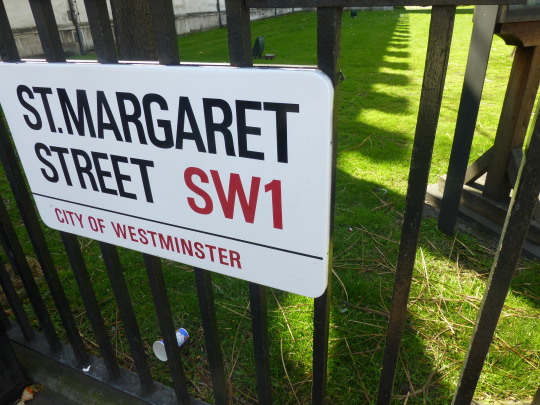 ST.MARGARET
STREET SW1
CITY OF WESTMINSTER